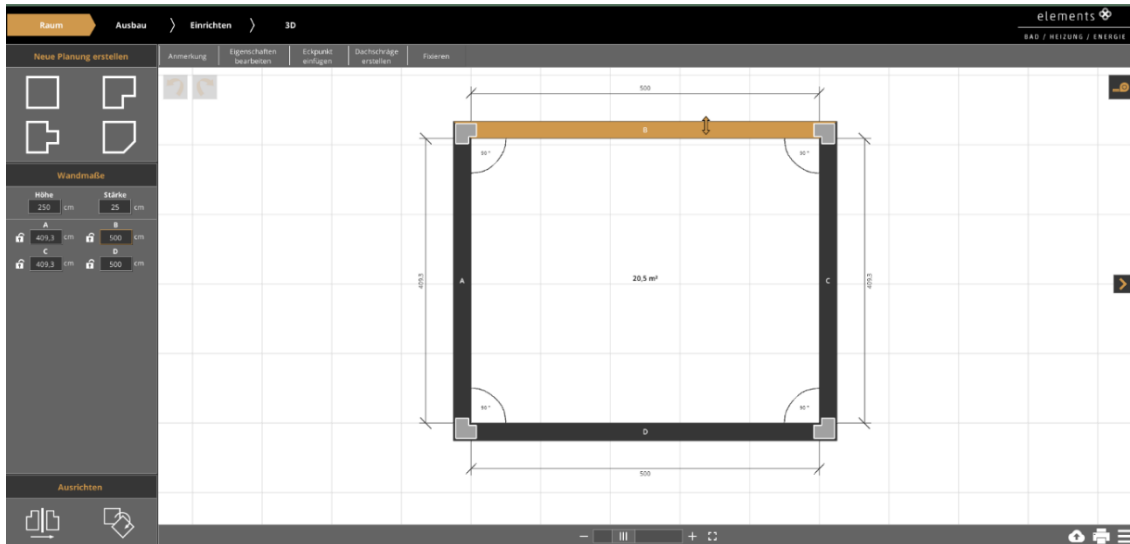 Raum Ausbau Einrichten 3D
elements
BAD / HEIZUNG / ENERGIE
Neue Planung erstellen
Anmerkung
Eigenschaften
bearbeiten
Eckpunkt
einfügen
Dachschräge
erstellen
Fixieren
Wandmaße
Höhe Stärke
250 cm 25 cm
A B
409,3 cm 500 cm
C D
409,3 cm 500 cm
Ausrichten
500
B
90° 90°
409,3 A 20,5 m² C 409,3
90° 90°
D
500